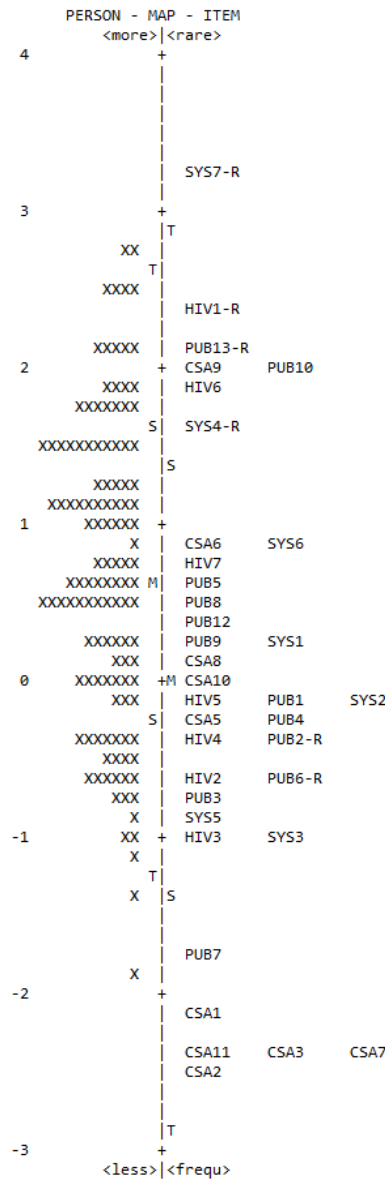 PERSON - MAP - ITEM
<more>|<rare>
4 +
|
|
|
|
|
| SYS7-R
|
3 +
|T
XX |
T|
XXXX |
| HIV1-R
|
XXXXX | PUB13-R
2 + CSA9 PUB10
XXXX | HIV6
XXXXXXX |
S| SYS4-R
XXXXXXXXXXX |
|S
XXXXX |
XXXXXXXXXX |
1 XXXXXX +
X | CSA6 SYS6
XXXXX | HIV7
XXXXXXXX M| PUB5
XXXXXXXXXXX | PUB8
| PUB12
XXXXXX | PUB9 SYS1
XXX | CSA8
0 XXXXXXX +M CSA10
XXX | HIV5 PUB1 SYS2
S| CSA5 PUB4
XXXXXXX | HIV4 PUB2-R
XXXX |
XXXXXX | HIV2 PUB6-R
XXX | PUB3
X | SYS5
-1 XX + HIV3 SYS3
X |
T|
X |S
|
|
| PUB7
X |
-2 +
| CSA1
|
| CSA11 CSA3 CSA7
| CSA2
|
|
|T
-3 +
<less>|<frequ>